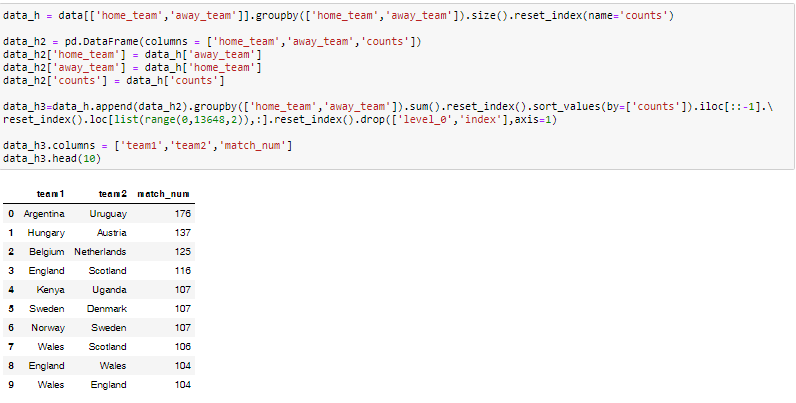 data_h = data[['home_team','away_team']].groupby(['home_team','away_team']).size().reset_index(name='counts')
data_h2 = pd.DataFrame(columns = ['home_team','away_team','counts'])
data_h2['home_team'] = data_h['away_team']
data_h2['away_team'] = data_h['home_team']
data_h2['counts'] = data_h['counts']
data_h3=data_h.append(data_h2).groupby(['home_team','away_team']).sum().reset_index().sort_values(by=['counts']).iloc[::-1].\
reset_index().loc[list(range(0,13648,2)),:].reset_index().drop(['level_0','index'],axis=1)
data_h3.columns = ['team1','team2','match_num']
data_h3.head(10)
team1 team2 match_num
0 Argentina Uruguay 176
1 Hungary Austria 137
2 Belgium Netherlands 125
3 England Scotland 116
4 Kenya Uganda 107
5 Sweden Denmark 107
6 Norway Sweden 107
7 Wales Scotland 106
8 England Wales 104
9 Wales England 104